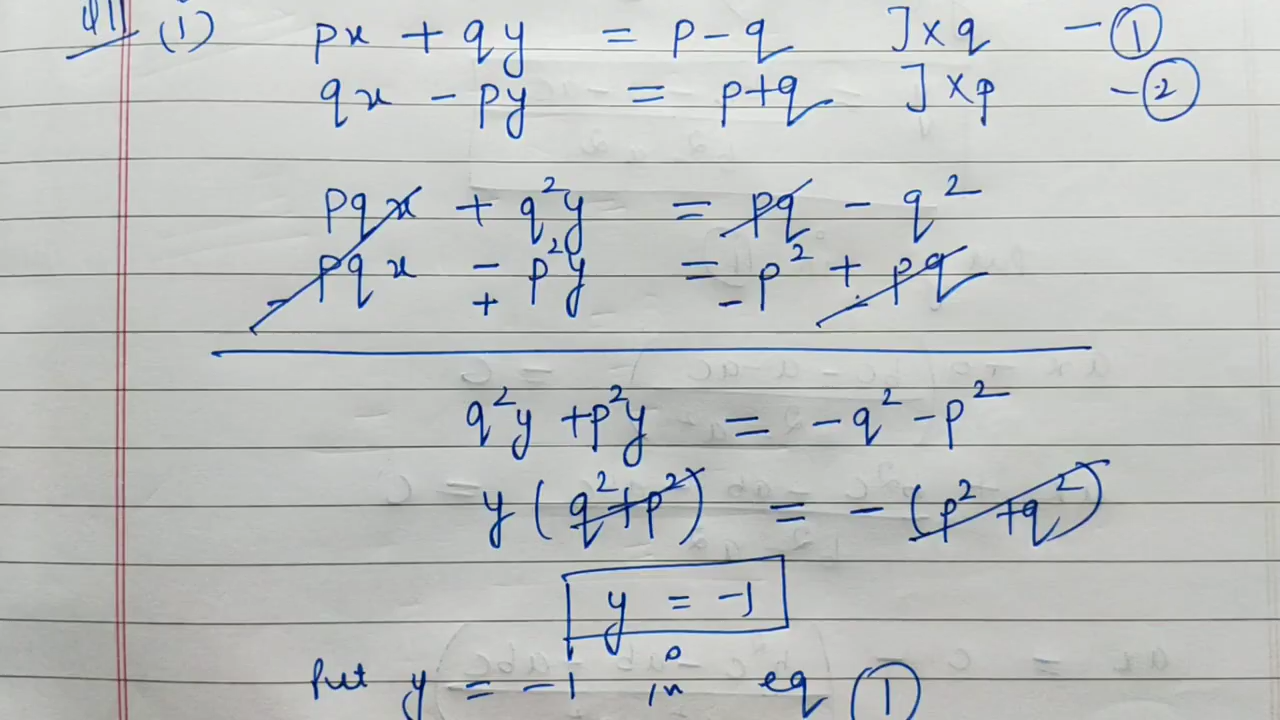 Q11 (i) px + qy = p - q ] × q - ①
qx - py = p + q ] × p - ②
pqx + q²y = pq - q²
pqx - p²y = p² + pq
- + - -
q²y + p²y = -q² - p²
y (q² + p²) = - (p² + q²)
y = -1
Put y = -1 in eq ①